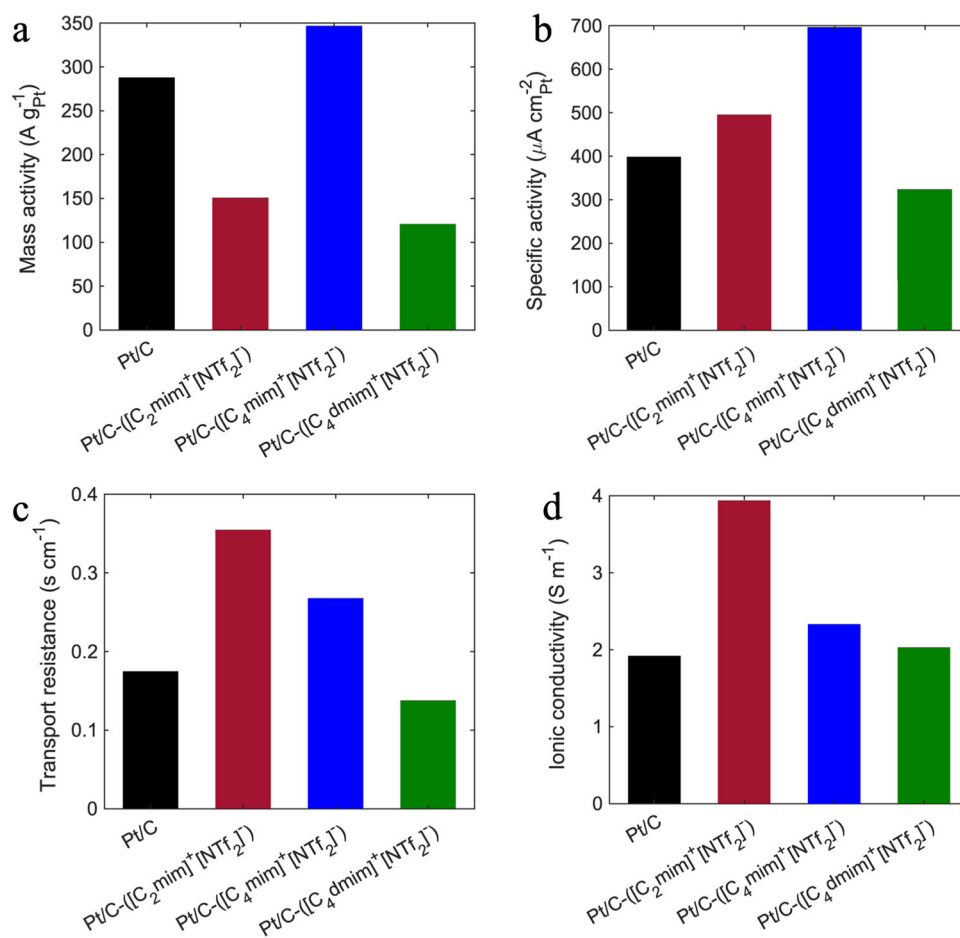 a
Mass activity (A g⁻¹Pt)
350
300
250
200
150
100
50
0
Pt/C
Pt/C-([C₂mim]⁺[NTf₂]⁻)
Pt/C-([C₄mim]⁺[NTf₂]⁻)
Pt/C-([C₄dmim]⁺[NTf₂]⁻)
b
Specific activity (μA cm⁻²Pt)
700
600
500
400
300
200
100
0
Pt/C
Pt/C-([C₂mim]⁺[NTf₂]⁻)
Pt/C-([C₄mim]⁺[NTf₂]⁻)
Pt/C-([C₄dmim]⁺[NTf₂]⁻)
c
Transport resistance (s cm⁻¹)
0.4
0.3
0.2
0.1
0
Pt/C
Pt/C-([C₂mim]⁺[NTf₂]⁻)
Pt/C-([C₄mim]⁺[NTf₂]⁻)
Pt/C-([C₄dmim]⁺[NTf₂]⁻)
d
Ionic conductivity (S m⁻¹)
4
3
2
1
0
Pt/C
Pt/C-([C₂mim]⁺[NTf₂]⁻)
Pt/C-([C₄mim]⁺[NTf₂]⁻)
Pt/C-([C₄dmim]⁺[NTf₂]⁻)